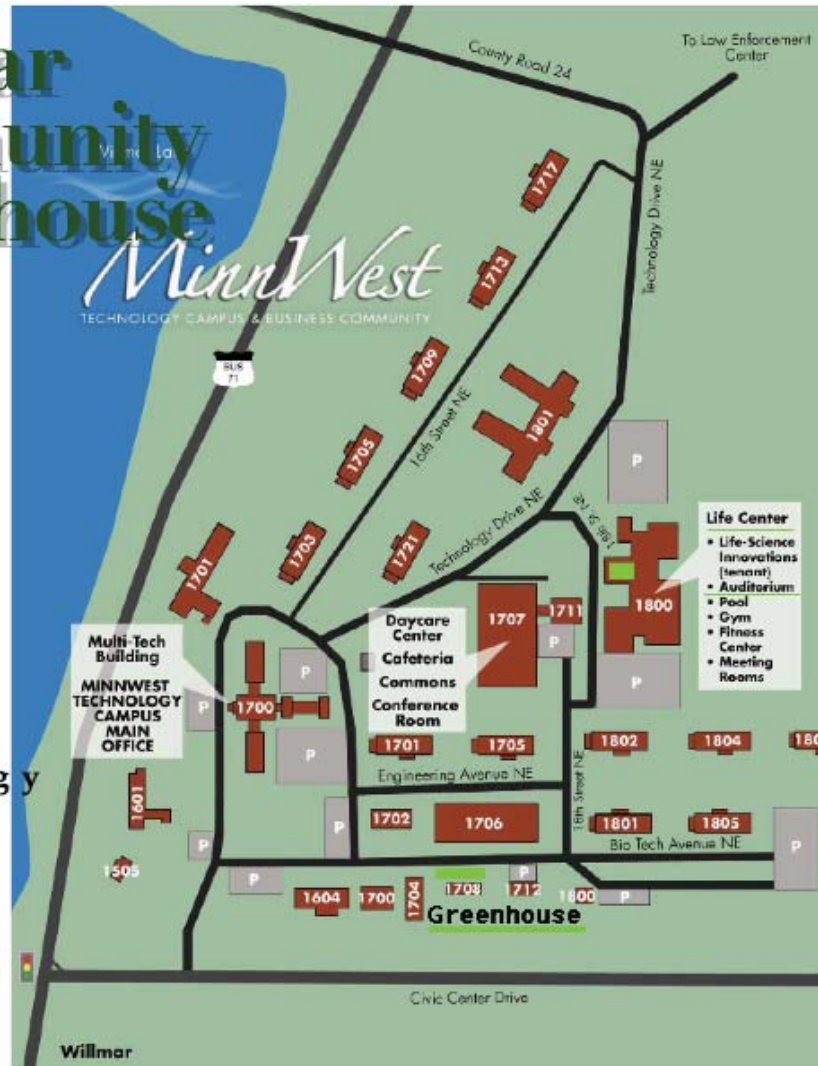 ar
unity
house
MinnWest
TECHNOLOGY CAMPUS & BUSINESS COMMUNITY
County Road 24
To Law Enforcement
Center
Technology Drive NE
BUS
71
1717
1713
1709
16th Street NE
1705
1801
1703
1701
1721
Technology Drive NE
18th St. NE
P
Life Center
• Life-Science
Innovations
(tenant)
• Auditorium
• Pool
• Gym
• Fitness
Center
• Meeting
Rooms
1800
P
Daycare
Center
Cafeteria
Commons
Conference
Room
1707
1711
P
Multi-Tech
Building
MINNWEST
TECHNOLOGY
CAMPUS
MAIN
OFFICE
P
1700
P
P
1701
1705
1802
1804
180
18th Street NE
Engineering Avenue NE
g y
1601
1702
1706
P
1801
1805
P
P
Bio Tech Avenue NE
1505
P
1604
1700
1704
1708
P
1712
1800
P
Greenhouse
Civic Center Drive
Willmar